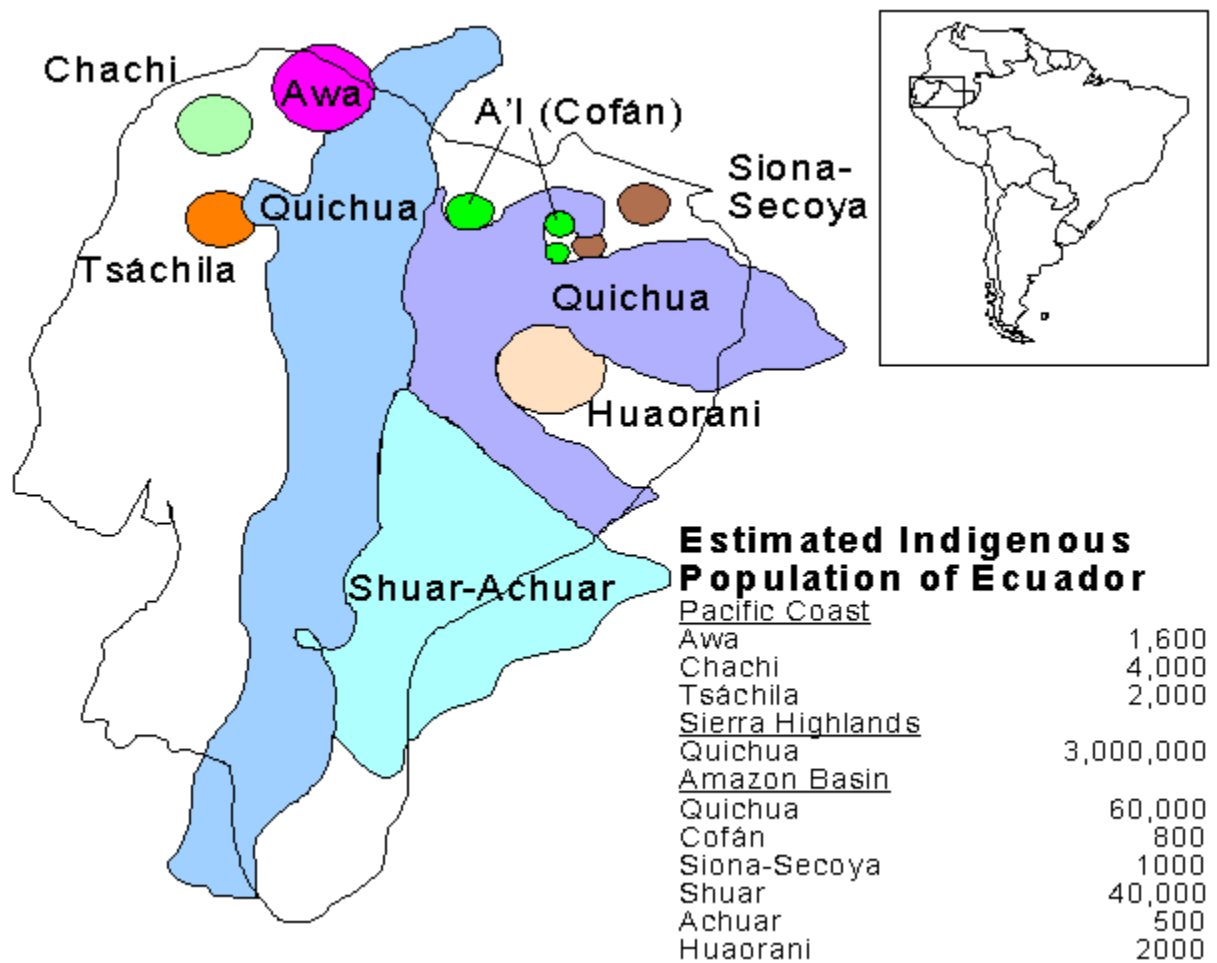 Chachi
Awa
A'I (Cofán)
Siona-
Secoya
Quichua
Tsáchila
Quichua
Huaorani
Shuar-Achuar
Estimated Indigenous
Population of Ecuador
Pacific Coast
Awa 1,600
Chachi 4,000
Tsáchila 2,000
Sierra Highlands
Quichua 3,000,000
Amazon Basin
Quichua 60,000
Cofán 800
Siona-Secoya 1000
Shuar 40,000
Achuar 500
Huaorani 2000